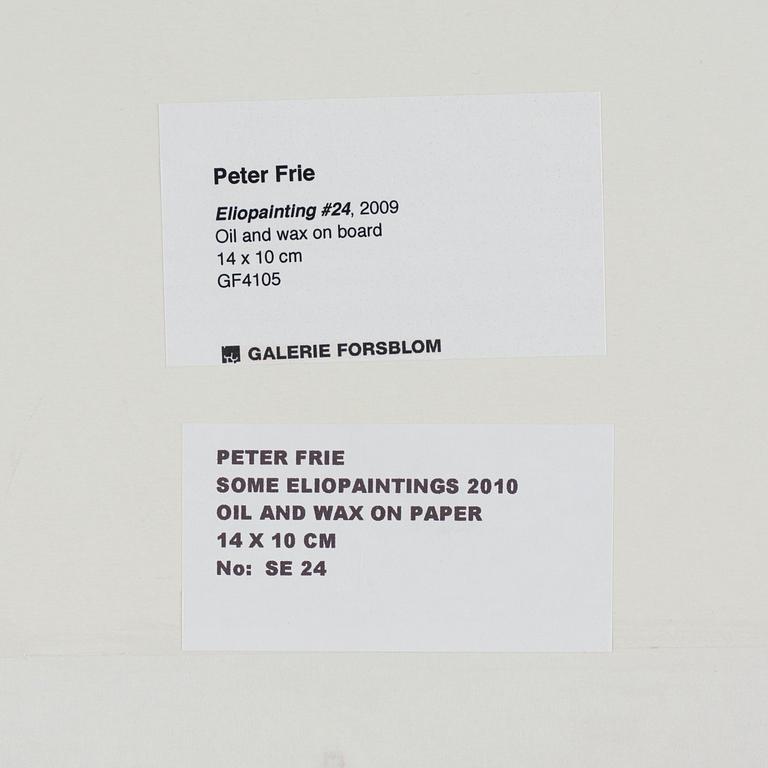 Peter Frie
Eliopainting #24, 2009
Oil and wax on board
14 x 10 cm
GF4105
GALERIE FORSBLOM
PETER FRIE
SOME ELIOPAINTINGS 2010
OIL AND WAX ON PAPER
14 X 10 CM
No: SE 24